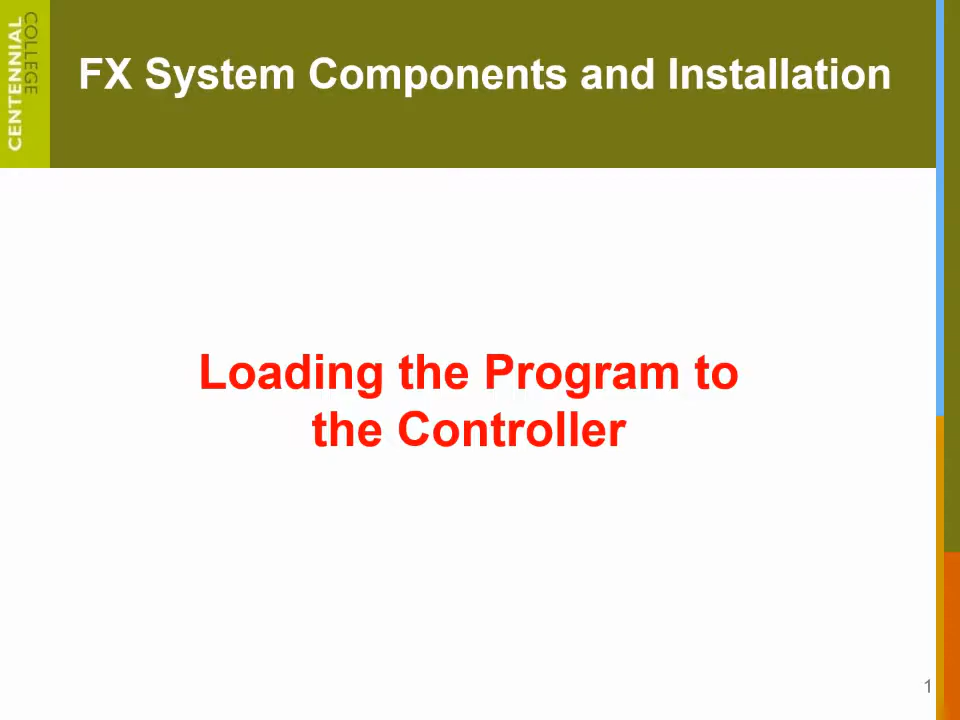 CENTENNIAL
COLLEGE
FX System Components and Installation
Loading the Program to
the Controller
1